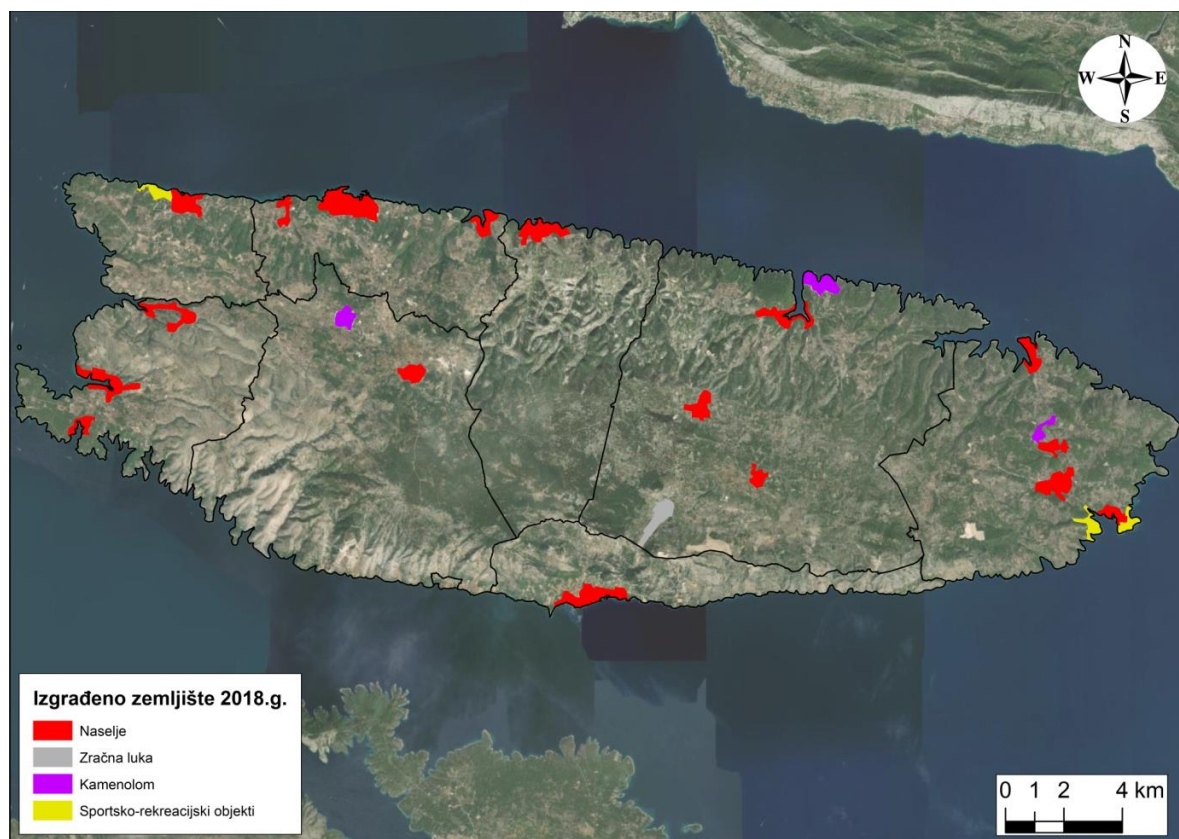 N
W E
S
Izgrađeno zemljište 2018.g.
Naselje
Zračna luka
Kamenolom
Sportsko-rekreacijski objekti
0 1 2 4 km